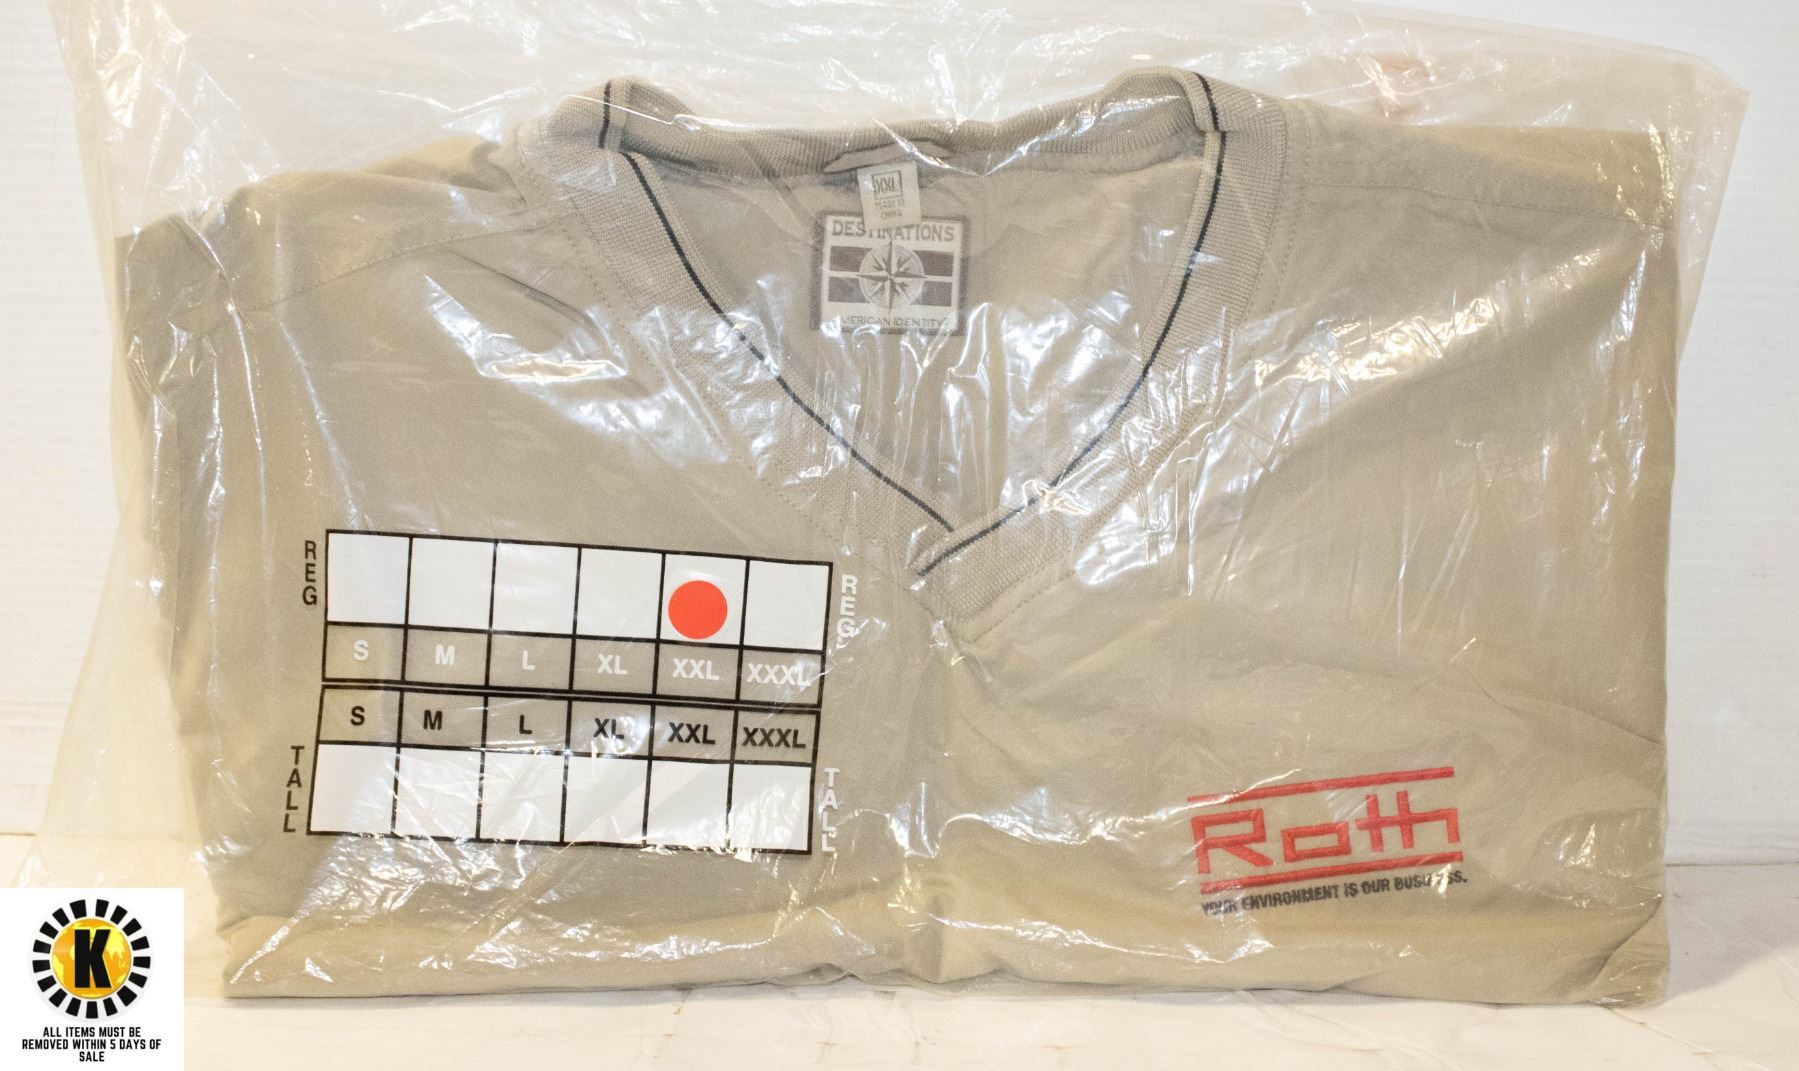 XXL
MADE IN
CHINA
DESTINATIONS
AMERICAN IDENTITY
REG
REG
S M L XL XXL XXXL
S M L XL XXL XXXL
TALL
TALL
Roth
YOUR ENVIRONMENT IS OUR BUSINESS.
K
ALL ITEMS MUST BE
REMOVED WITHIN 5 DAYS OF
SALE